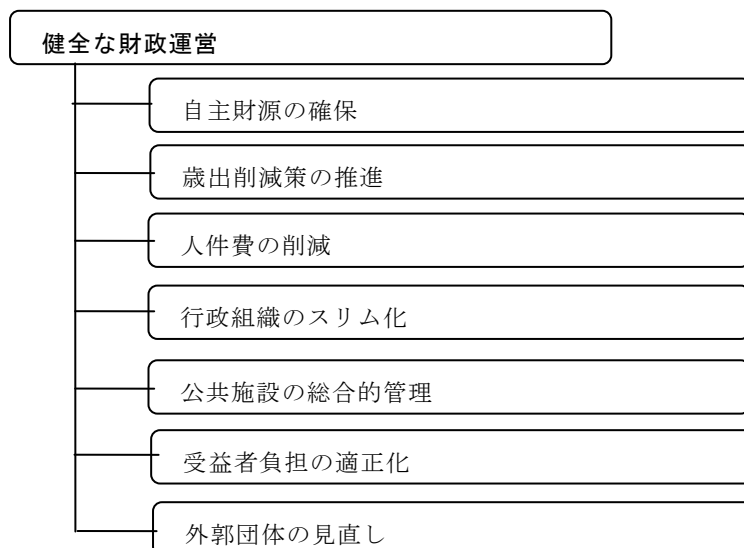 健全な財政運営
自主財源の確保
歳出削減策の推進
人件費の削減
行政組織のスリム化
公共施設の総合的管理
受益者負担の適正化
外郭団体の見直し